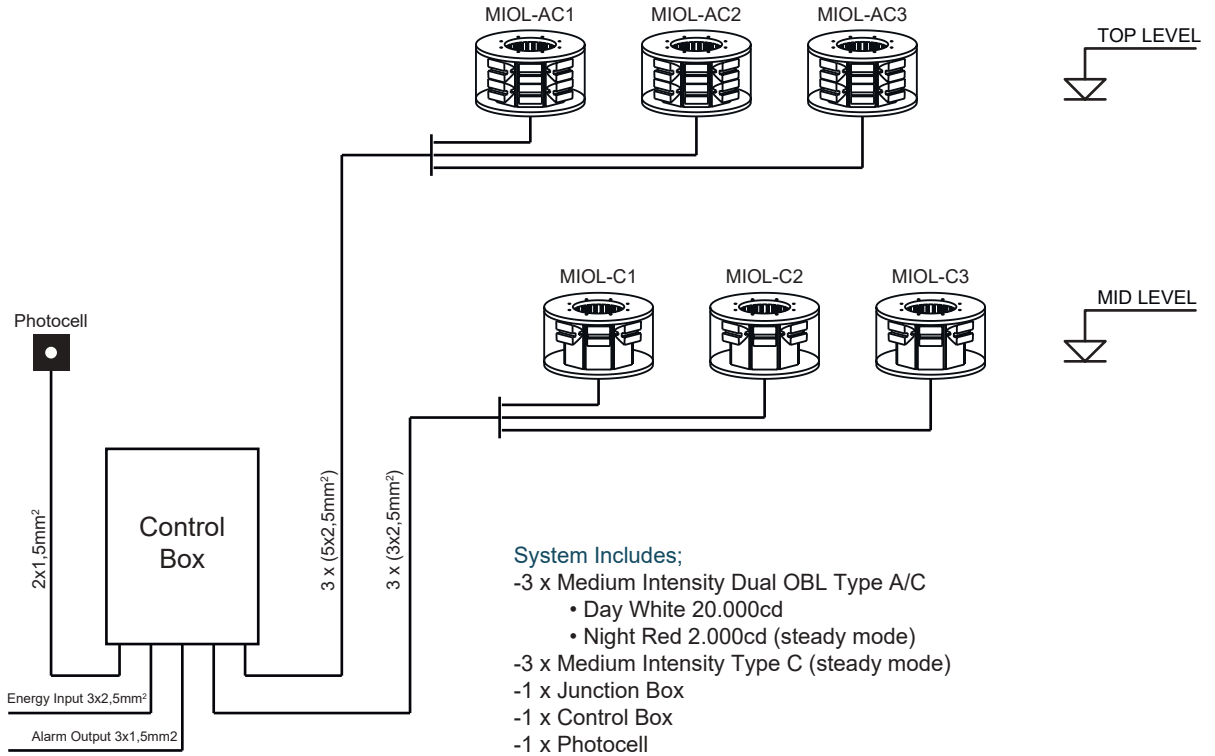 MIOL-AC1
MIOL-AC2
MIOL-AC3
TOP LEVEL
MIOL-C1
MIOL-C2
MIOL-C3
MID LEVEL
Photocell
2x1,5mm²
Control
Box
3 x (5x2,5mm²)
3 x (3x2,5mm²)
Energy Input 3x2,5mm²
Alarm Output 3x1,5mm2
System Includes;
-3 x Medium Intensity Dual OBL Type A/C
• Day White 20.000cd
• Night Red 2.000cd (steady mode)
-3 x Medium Intensity Type C (steady mode)
-1 x Junction Box
-1 x Control Box
-1 x Photocell